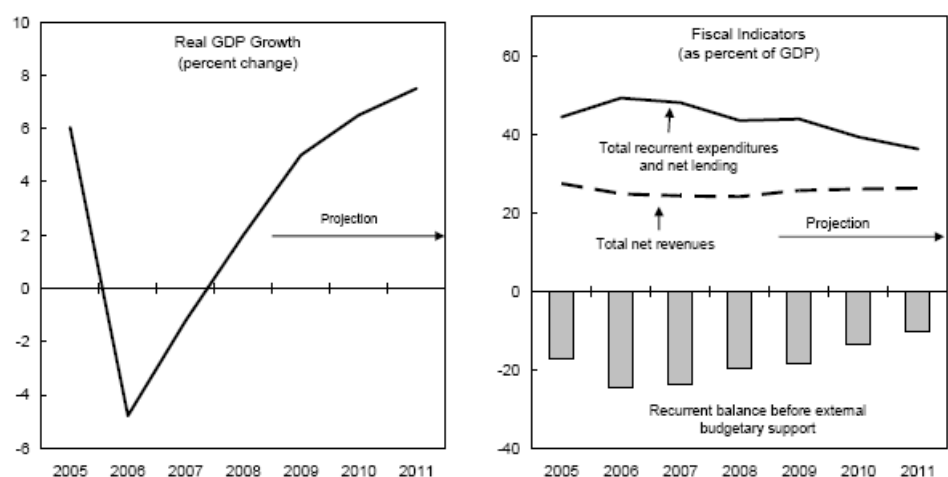 Real GDP Growth
(percent change)
10
8
6
4
2
0
-2
-4
-6
Projection
2005 2006 2007 2008 2009 2010 2011
Fiscal Indicators
(as percent of GDP)
60
40
20
0
-20
-40
Total recurrent expenditures
and net lending
Total net revenues
Projection
Recurrent balance before external
budgetary support
2005 2006 2007 2008 2009 2010 2011